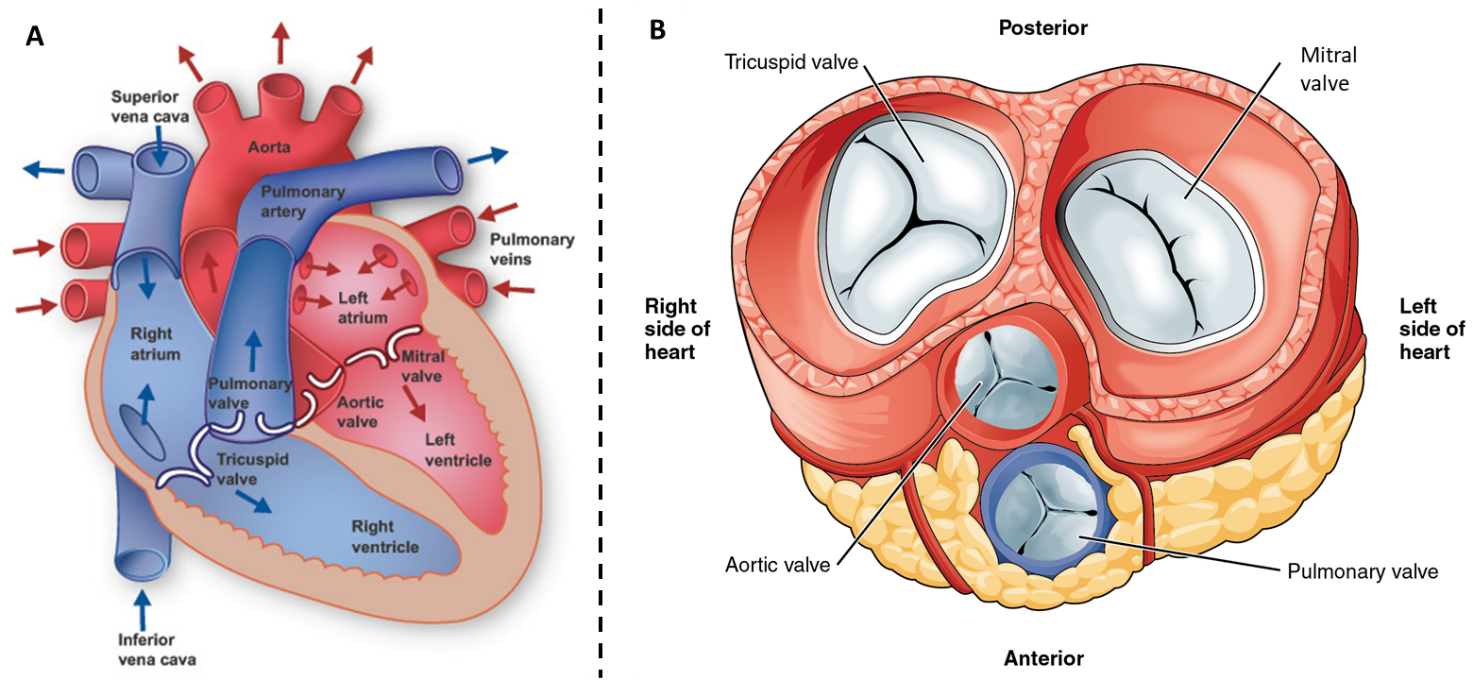 A
Superior
vena cava
Aorta
Pulmonary
artery
Pulmonary
veins
Left
atrium
Right
atrium
Mitral
valve
Pulmonary
valve
Aortic
valve
Left
ventricle
Tricuspid
valve
Right
ventricle
Inferior
vena cava
B
Posterior
Tricuspid valve
Mitral
valve
Right
side of
heart
Left
side of
heart
Aortic valve
Pulmonary valve
Anterior